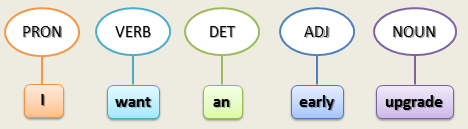 PRON VERB DET ADJ NOUN
I want an early upgrade